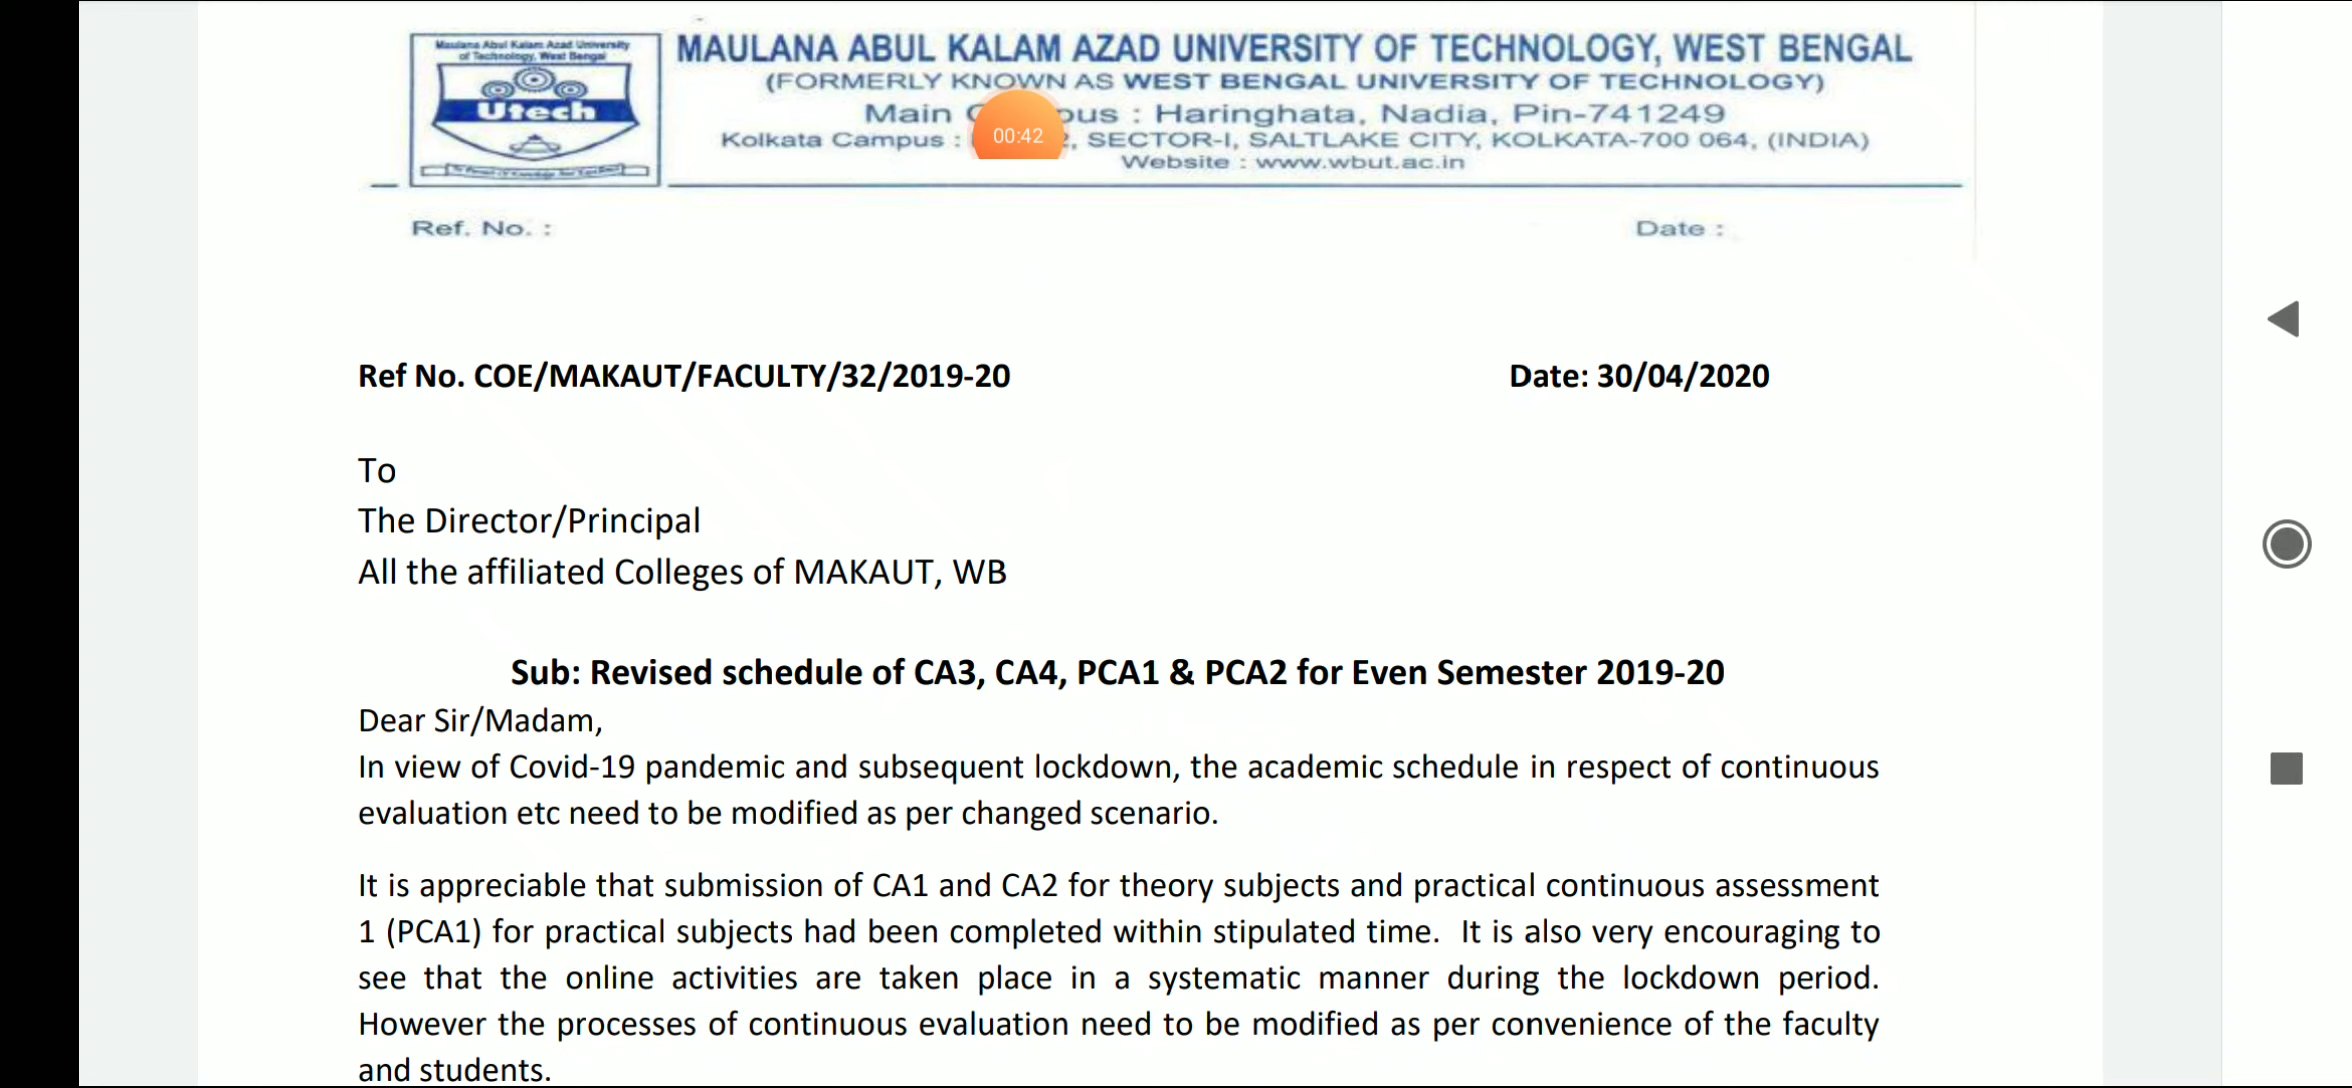 Maulana Abul Kalam Azad University
of Technology, West Bengal
Utech
MAULANA ABUL KALAM AZAD UNIVERSITY OF TECHNOLOGY, WEST BENGAL
(FORMERLY KNOWN AS WEST BENGAL UNIVERSITY OF TECHNOLOGY)
Main : Haringhata, Nadia, Pin-741249
00:42
Kolkata Campus : SECTOR-I, SALTLAKE CITY, KOLKATA-700 064, (INDIA)
Website : www.wbut.ac.in
Ref. No. : Date :
Ref No. COE/MAKAUT/FACULTY/32/2019-20 Date: 30/04/2020
To
The Director/Principal
All the affiliated Colleges of MAKAUT, WB
Sub: Revised schedule of CA3, CA4, PCA1 & PCA2 for Even Semester 2019-20
Dear Sir/Madam,
In view of Covid-19 pandemic and subsequent lockdown, the academic schedule in respect of continuous
evaluation etc need to be modified as per changed scenario.
It is appreciable that submission of CA1 and CA2 for theory subjects and practical continuous assessment
1 (PCA1) for practical subjects had been completed within stipulated time. It is also very encouraging to
see that the online activities are taken place in a systematic manner during the lockdown period.
However the processes of continuous evaluation need to be modified as per convenience of the faculty
and students.